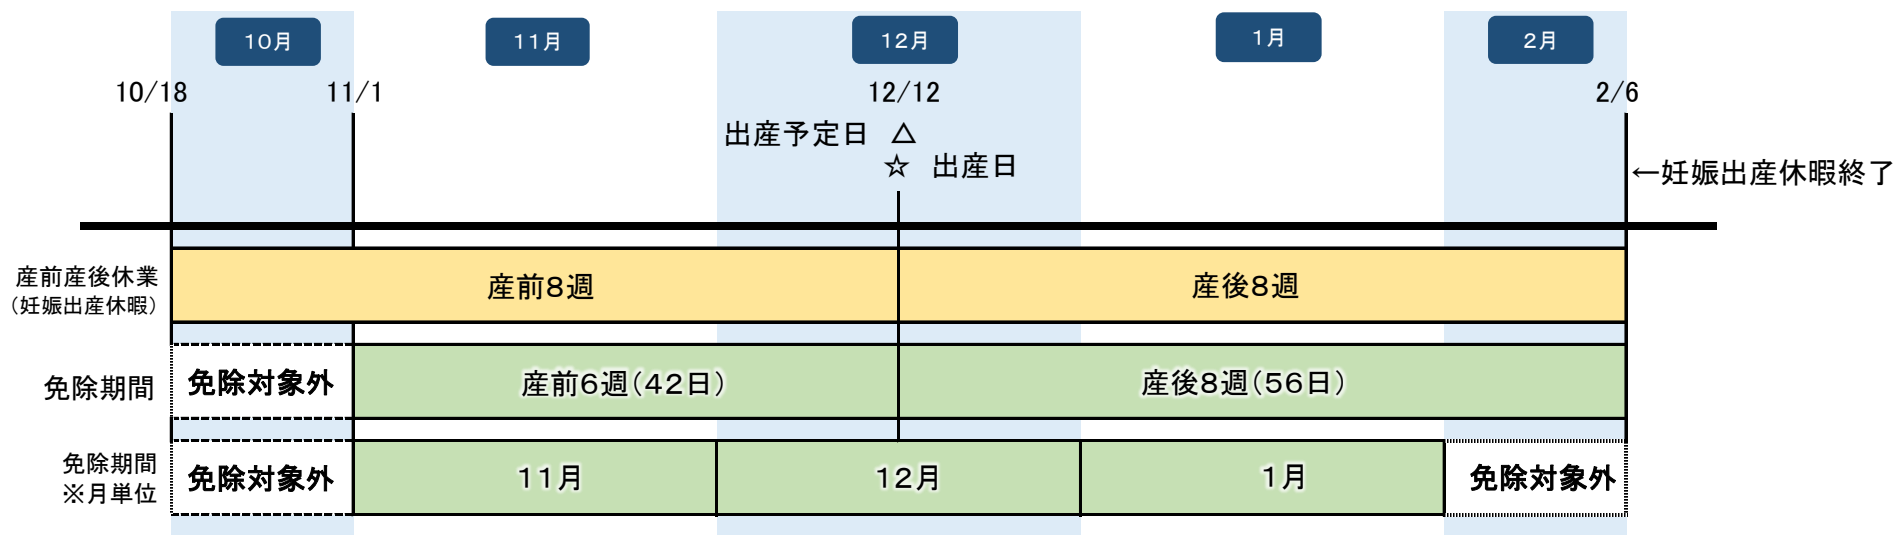 10月
11月
12月
1月
2月
10/18
11/1
12/12
2/6
出産予定日 △
☆ 出産日
←妊娠出産休暇終了
産前産後休業
（妊娠出産休暇）
産前8週
産後8週
免除期間
免除対象外
産前6週（42日）
産後8週（56日）
免除期間
※月単位
免除対象外
11月
12月
1月
免除対象外